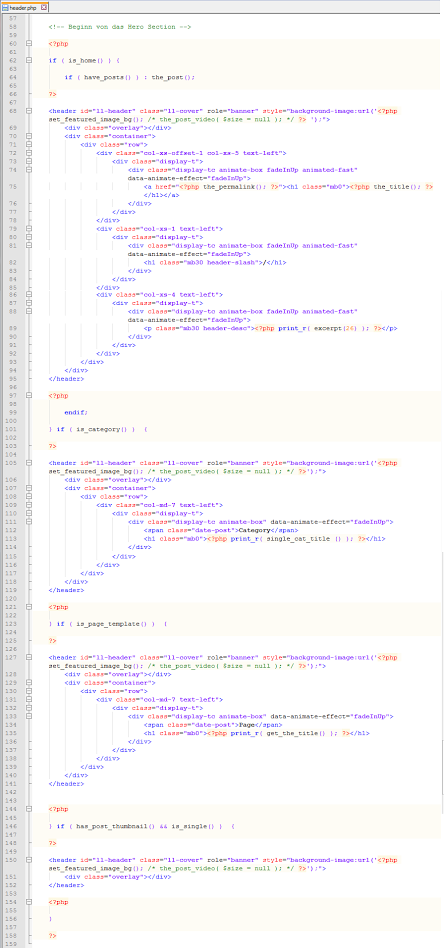 header.php
57
58 <!-- Beginn von das Hero Section -->
59
60 <?php
61
62 if ( is_home() ) {
63
64 if ( have_posts() ) : the_post();
65
66 ?>
67
68 <header id="ll-header" class="ll-cover" role="banner" style="background-image:url('<?php
set_featured_image_bg(); /* the_post_video( $size = null ); */ ?> ');">
69 <div class="overlay"></div>
70 <div class="container">
71 <div class="row">
72 <div class="col-xs-offset-1 col-xs-5 text-left">
73 <div class="display-t">
74 <div class="display-tc animate-box fadeInUp animated-fast"
data-animate-effect="fadeInUp">
75 <a href="<?php the_permalink(); ?>"><h1 class="mb0"><?php the_title(); ?>
</h1></a>
76 </div>
77 </div>
78 </div>
79 <div class="col-xs-1 text-left">
80 <div class="display-t">
81 <div class="display-tc animate-box fadeInUp animated-fast"
data-animate-effect="fadeInUp">
82 <h1 class="mb30 header-slash">/</h1>
83 </div>
84 </div>
85 </div>
86 <div class="col-xs-4 text-left">
87 <div class="display-t">
88 <div class="display-tc animate-box fadeInUp animated-fast"
data-animate-effect="fadeInUp">
89 <p class="mb30 header-desc"><?php print_r( excerpt(26) ); ?></p>
90 </div>
91 </div>
92 </div>
93 </div>
94 </div>
95 </header>
96
97 <?php
98
99 endif;
100
101 } if ( is_category() ) {
102
103 ?>
104
105 <header id="ll-header" class="ll-cover" role="banner" style="background-image:url('<?php
set_featured_image_bg(); /* the_post_video( $size = null ); */ ?>');">
106 <div class="overlay"></div>
107 <div class="container">
108 <div class="row">
109 <div class="col-md-7 text-left">
110 <div class="display-t">
111 <div class="display-tc animate-box" data-animate-effect="fadeInUp">
112 <span class="date-post">Category</span>
113 <h1 class="mb0"><?php print_r( single_cat_title () ); ?></h1>
114 </div>
115 </div>
116 </div>
117 </div>
118 </div>
119 </header>
120
121 <?php
122
123 } if ( is_page_template() ) {
124
125 ?>
126
127 <header id="ll-header" class="ll-cover" role="banner" style="background-image:url('<?php
set_featured_image_bg(); /* the_post_video( $size = null ); */ ?>');">
128 <div class="overlay"></div>
129 <div class="container">
130 <div class="row">
131 <div class="col-md-7 text-left">
132 <div class="display-t">
133 <div class="display-tc animate-box" data-animate-effect="fadeInUp">
134 <span class="date-post">Page</span>
135 <h1 class="mb0"><?php print_r( get_the_title() ); ?></h1>
136 </div>
137 </div>
138 </div>
139 </div>
140 </div>
141 </header>
142
143
144 <?php
145
146 } if ( has_post_thumbnail() && is_single() ) {
147
148 ?>
149
150 <header id="ll-header" class="ll-cover" role="banner" style="background-image:url('<?php
set_featured_image_bg(); /* the_post_video( $size = null ); */ ?>');">
151 <div class="overlay"></div>
152 </header>
153
154 <?php
155
156 }
157
158 ?>
159